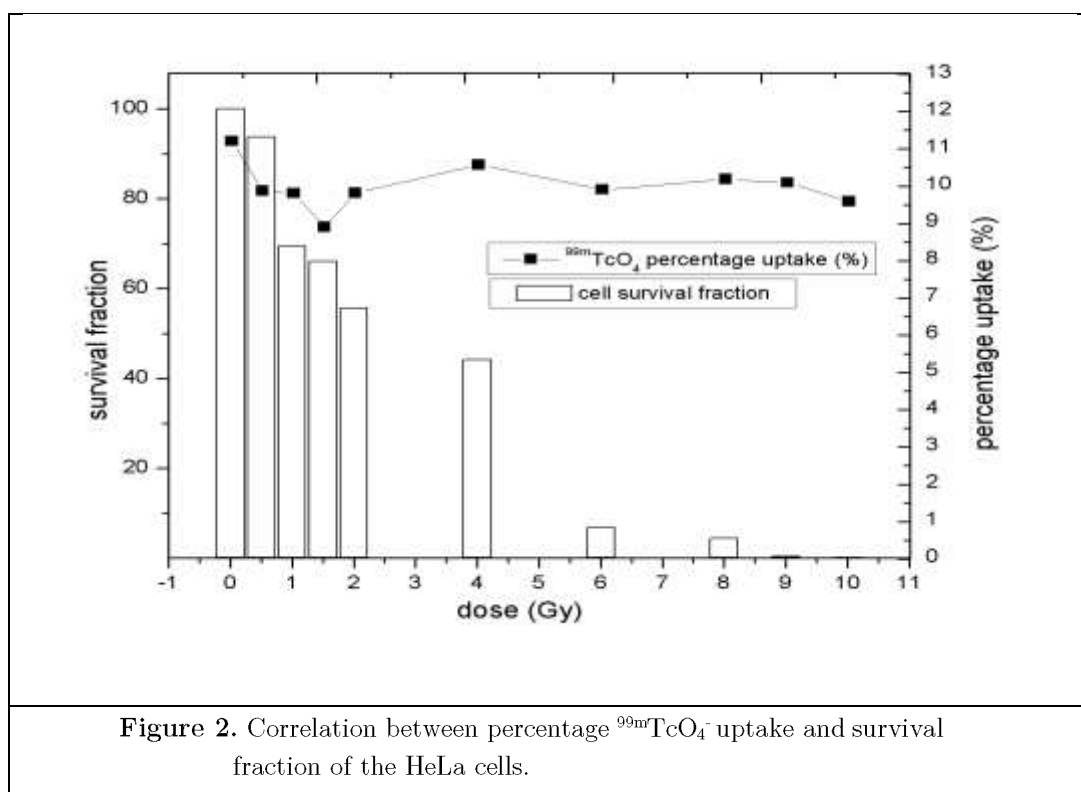 100
80
60
40
20
survival fraction
13
12
11
10
9
8
7
6
5
4
3
2
1
0
percentage uptake (%)
99mTcO4 percentage uptake (%)
cell survival fraction
-1 0 1 2 3 4 5 6 7 8 9 10 11
dose (Gy)
Figure 2. Correlation between percentage 99mTcO4- uptake and survival
fraction of the HeLa cells.